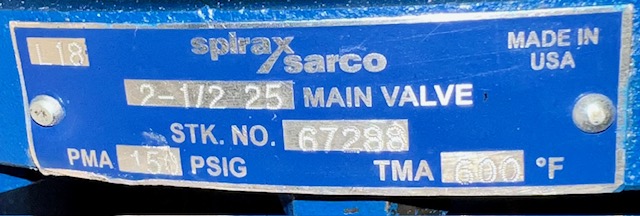 L18
spirax sarco
MADE IN USA
2-1/2 25 MAIN VALVE
STK. NO. 67288
PMA 150 PSIG
TMA 600 °F